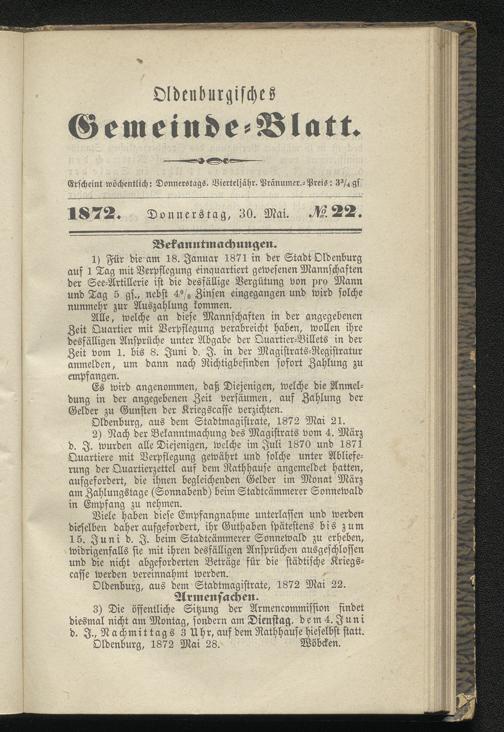 Oldenburgisches
Gemeinde-Blatt.
Erscheint wöchentlich: Donnerstags. Vierteljähr. Pränumer.-Preis: 3¾ gs.
1872. Donnerstag, 30. Mai. №. 22.
Bekanntmachungen.
1) Für die am 18. Januar 1871 in der Stadt Oldenburg
auf 1 Tag mit Verpflegung einquartiert gewesenen Mannschaften
der See-Artillerie ist die desfällige Vergütung von pro Mann
und Tag 5 gs., nebst 4% Zinsen eingegangen und wird solche
nunmehr zur Auszahlung kommen.
Alle, welche an diese Mannschaften in der angegebenen
Zeit Quartier mit Verpflegung verabreicht haben, wollen ihre
desfälligen Ansprüche unter Abgabe der Quartier-Billets in der
Zeit vom 1. bis 8. Juni d. J. in der Magistrats-Registratur
anmelden, um dann nach Richtigbefinden sofort Zahlung zu
empfangen.
Es wird angenommen, daß Diejenigen, welche die Anmel-
dung in der angegebenen Zeit versäumen, auf Zahlung der
Gelder zu Gunsten der Kriegscasse verzichten.
Oldenburg, aus dem Stadtmagistrate, 1872 Mai 21.
2) Nach der Bekanntmachung des Magistrats vom 4. März
d. J. wurden alle Diejenigen, welche im Juli 1870 und 1871
Quartiere mit Verpflegung gewährt und solche unter Ablliefe-
rung der Quartierzettel auf dem Rathhause angemeldet hatten,
aufgefordert, die ihnen begleichenden Gelder im Monat März
am Zahlungstage (Sonnabend) beim Stadtcämmerer Sonnewald
in Empfang zu nehmen.
Viele haben diese Empfangnahme unterlassen und werden
dieselben daher aufgefordert, ihr Guthaben spätestens bis zum
15. Juni d. J. beim Stadtcämmerer Sonnewald zu erheben,
widrigenfalls sie mit ihren desfälligen Ansprüchen ausgeschlossen
und die nicht abgeforderten Beträge für die städtische Kriegs-
casse werden vereinnahmt werden.
Oldenburg, aus dem Stadtmagistrate, 1872 Mai 22.
Armensachen.
3) Die öffentliche Sitzung der Armencommission findet
diesmal nicht am Montag, sondern am Dienstag, dem 4. Juni
d. J., Nachmittags 3 Uhr, auf dem Rathhause hieselbst statt.
Oldenburg, 1872 Mai 28. Wöbcken.